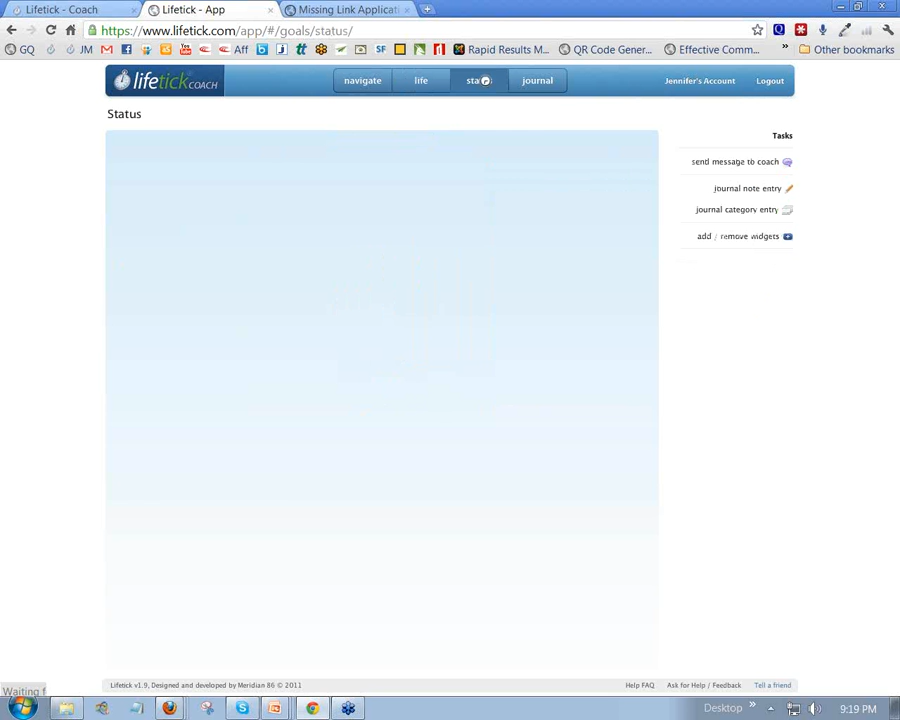 Lifetick - Coach
Lifetick - App
Missing Link Applicati
https://www.lifetick.com/app/#/goals/status/
GQ
JM
Aff
SF
Rapid Results M...
QR Code Gener...
Effective Comm...
»
Other bookmarks
lifetick COACH
navigate
life
journal
Jennifer's Account
Logout
Status
Tasks
send message to coach
journal note entry
journal category entry
add / remove widgets
Lifetick v1.9, Designed and developed by Meridian 86 © 2011
Help FAQ
Ask for Help / Feedback
Tell a friend
Waiting f
Desktop
»
9:19 PM